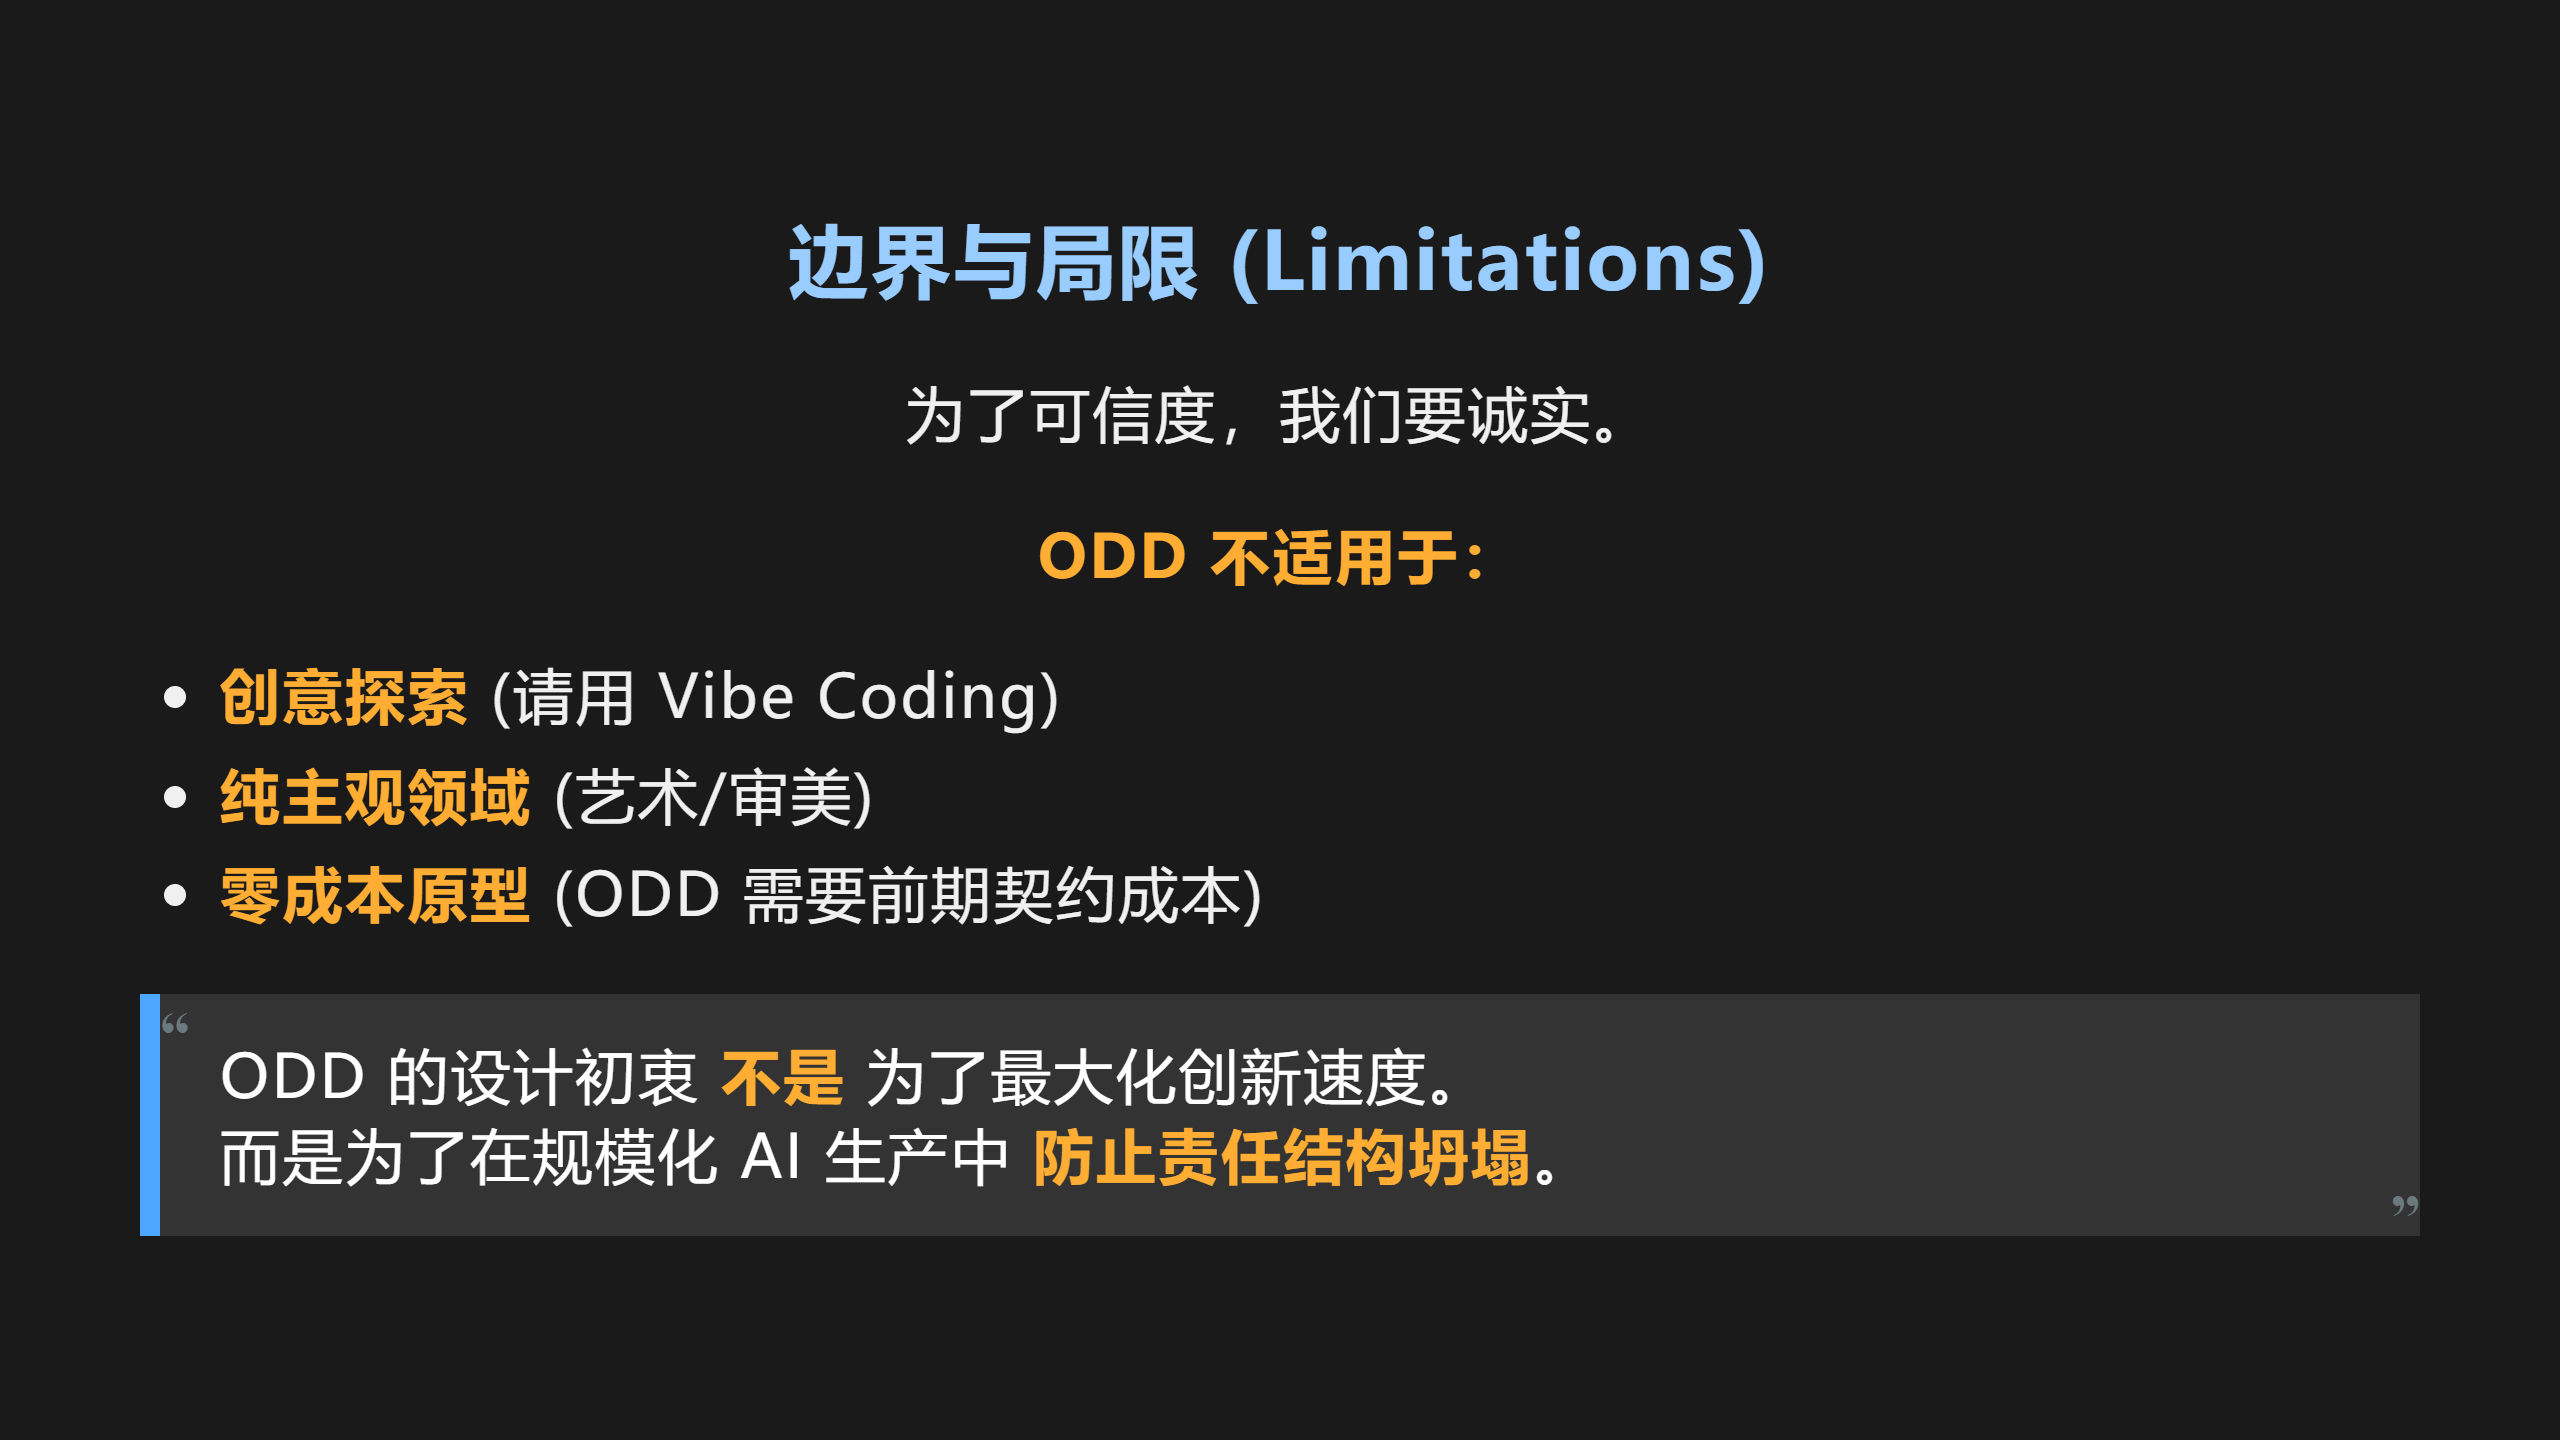 边界与局限 (Limitations)
为了可信度，我们要诚实。
ODD 不适用于：
• 创意探索 (请用 Vibe Coding)
• 纯主观领域 (艺术/审美)
• 零成本原型 (ODD 需要前期契约成本)
“
ODD 的设计初衷 不是 为了最大化创新速度。
而是为了在规模化 AI 生产中 防止责任结构坍塌。
”